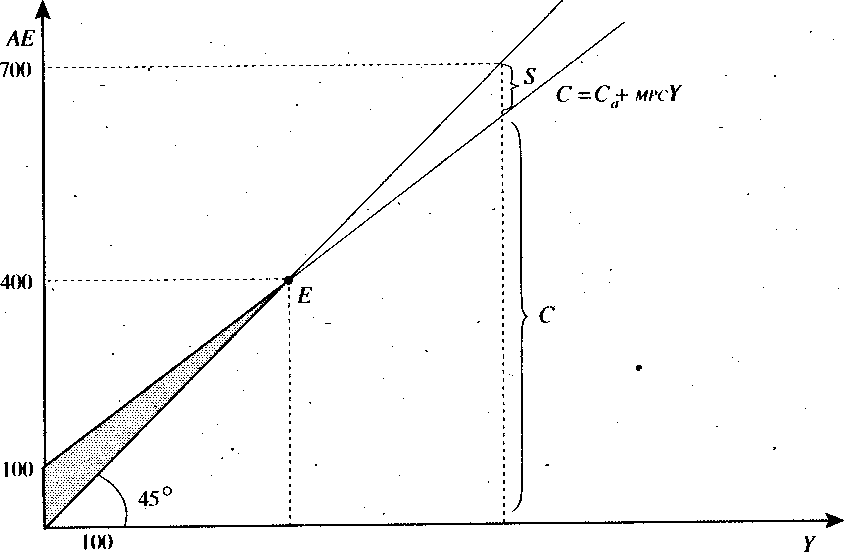 AE
700
S
C = Cₐ + MPCY
400
E
C
100
45°
100
Y